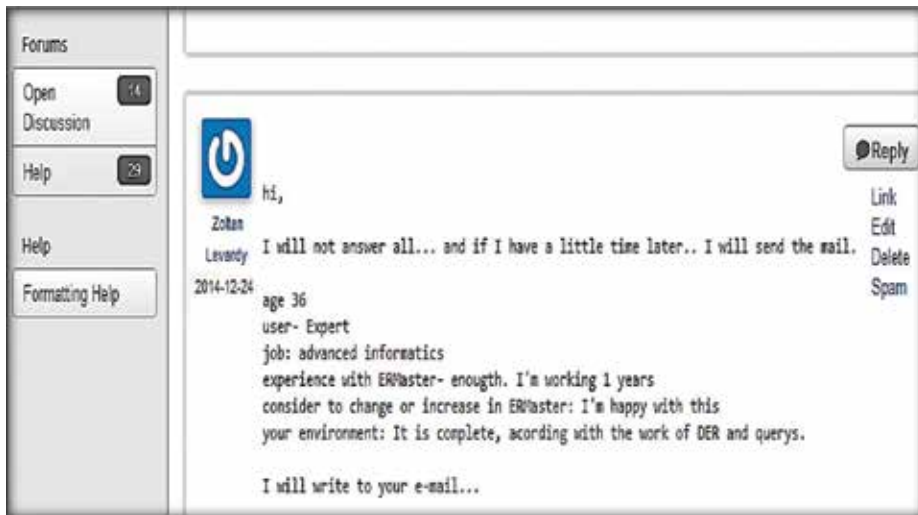 Forums
Open
Discussion
14
Help
29
Help
Formatting Help
Zoltan
Levardy
2014-12-24
hi,
I will not answer all... and if I have a little time later.. I will send the mail.
age 36
user- Expert
job: advanced informatics
experience with ERMaster- enougth. I'm working 1 years
consider to change or increase in ERMaster: I'm happy with this
your environment: It is complete, acording with the work of DER and querys.
I will write to your e-mail...
Reply
Link
Edit
Delete
Spam